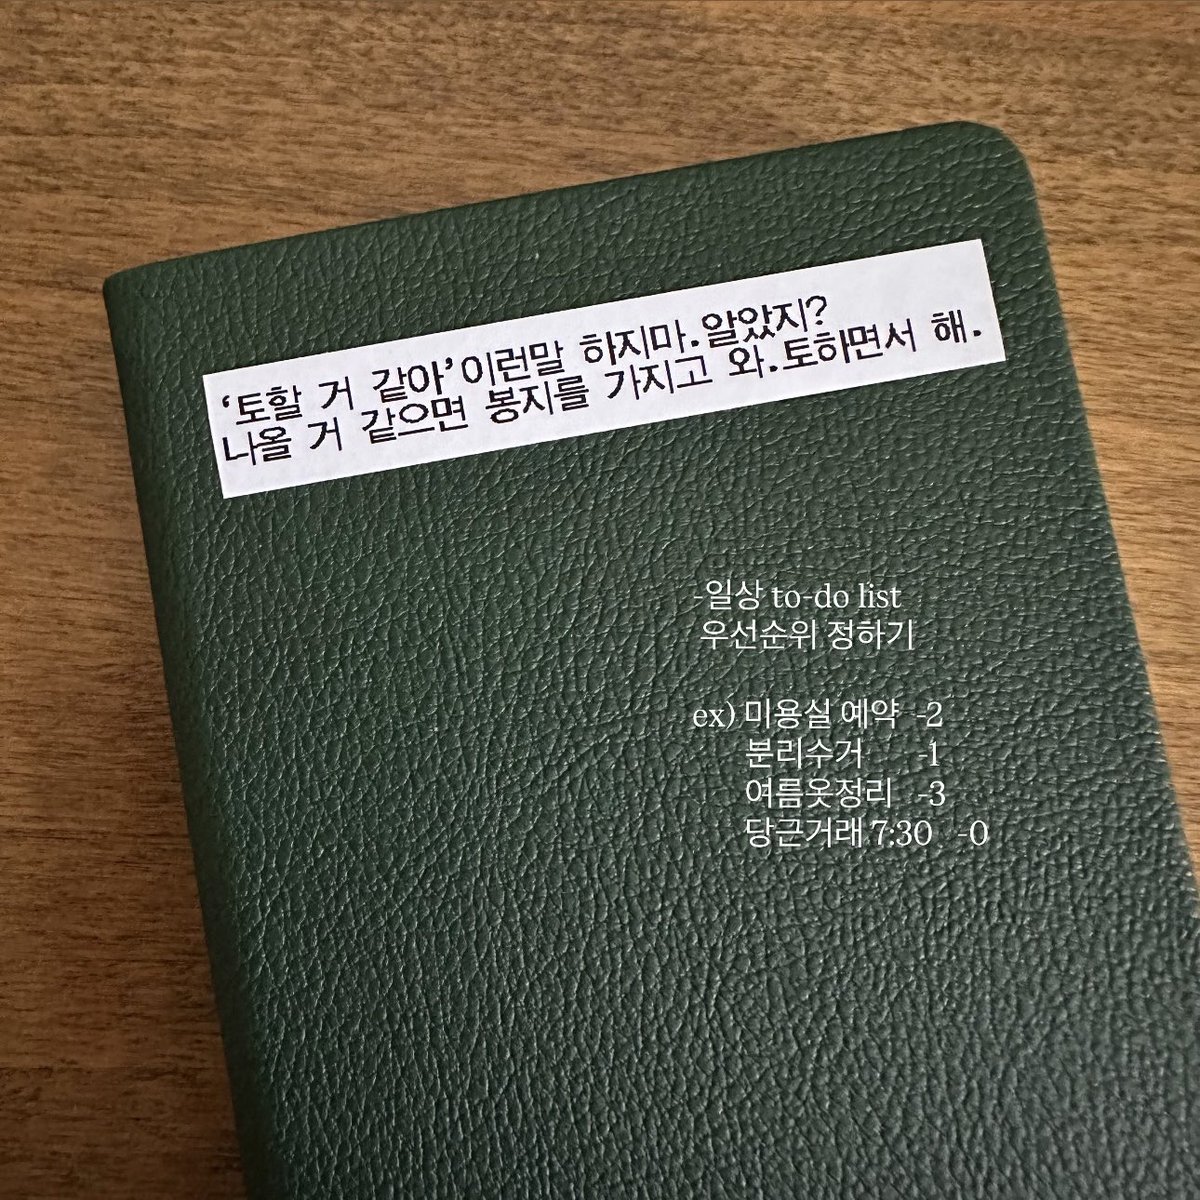 ‘토할 거 같아’이런말 하지마.알았지?
나올 거 같으면 봉지를 가지고 와.토하면서 해.
-일상 to-do list
우선순위 정하기
ex) 미용실 예약 -2
분리수거 -1
여름옷정리 -3
당근거래 7:30 -0